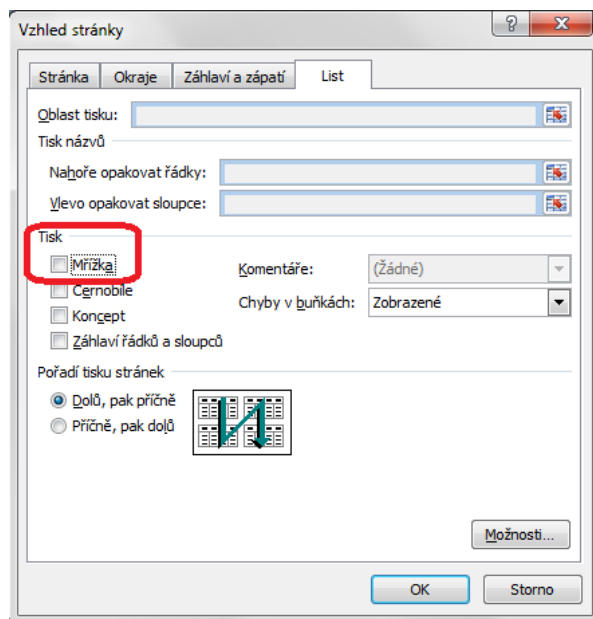 Vzhled stránky
Stránka Okraje Záhlaví a zápatí List
Oblast tisku:
Tisk názvů
Nahoře opakovat řádky:
Vlevo opakovat sloupce:
Tisk
Mřížka
Komentáře: (Žádné)
Černobíle
Chyby v buňkách: Zobrazené
Koncept
Záhlaví řádků a sloupců
Pořadí tisku stránek
Dolů, pak příčně
Příčně, pak dolů
Možnosti...
OK Storno